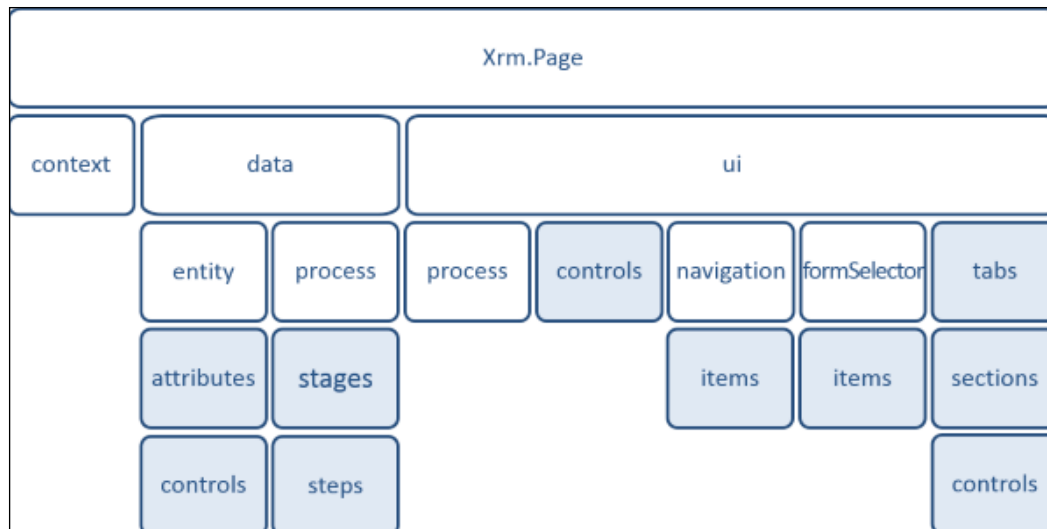 Xrm.Page
context data ui
entity process process controls navigation formSelector tabs
attributes stages items items sections
controls steps controls